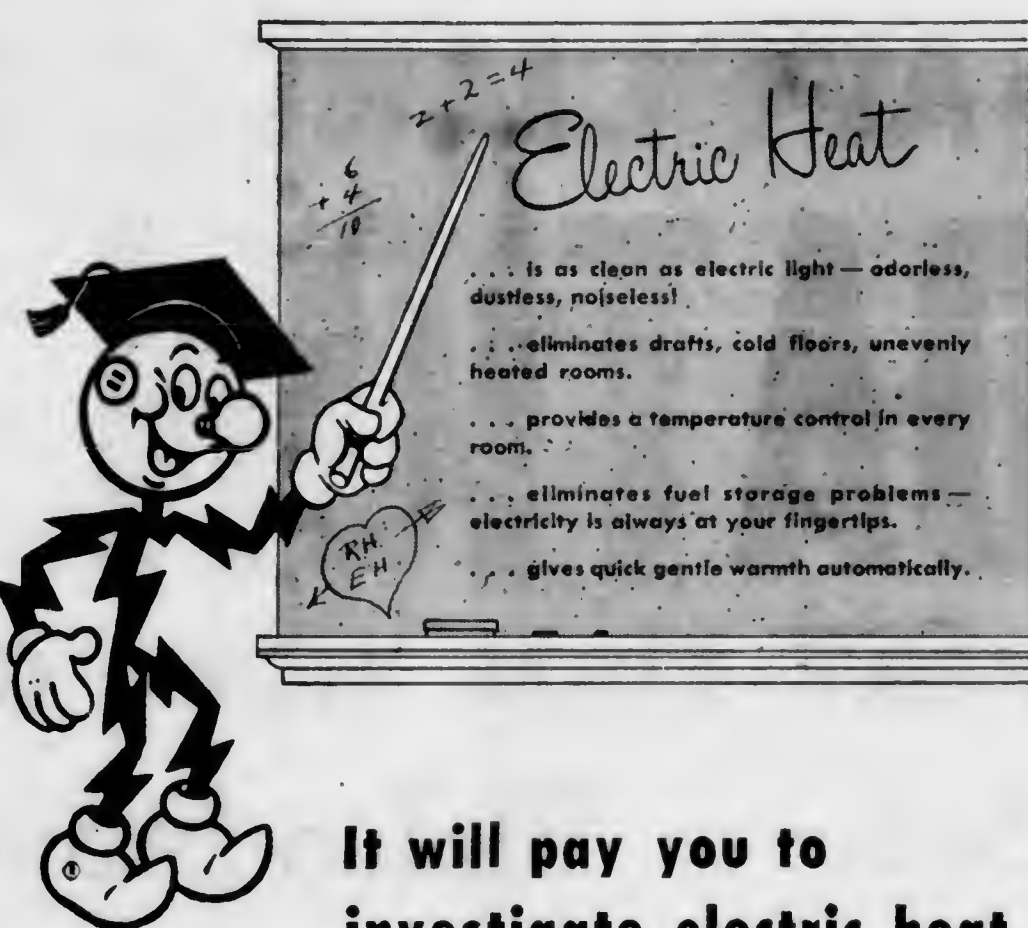 2 + 2 = 4
6
+ 4
10
Electric Heat
. . . is as clean as electric light — odorless,
dustless, noiseless!
. . . eliminates drafts, cold floors, unevenly
heated rooms.
. . . provides a temperature control in every
room.
. . . eliminates fuel storage problems —
electricity is always at your fingertips.
. . . gives quick gentle warmth automatically.
R H
E H
It will pay you to
investigate electric heat